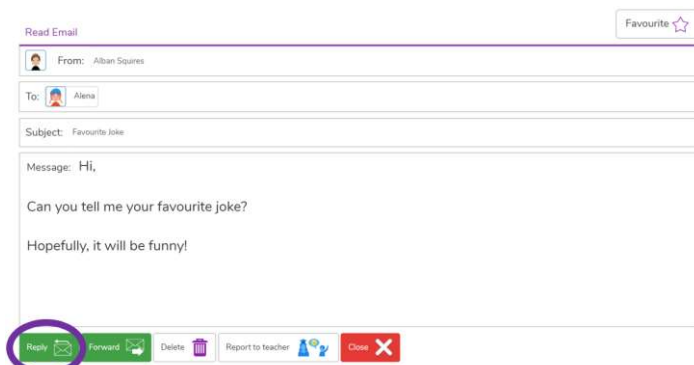 Favourite
Read Email
From: Alban Squires
To: Alena
Subject: Favourite Joke
Message: Hi,
Can you tell me your favourite joke?
Hopefully, it will be funny!
Reply Forward Delete Report to teacher Close